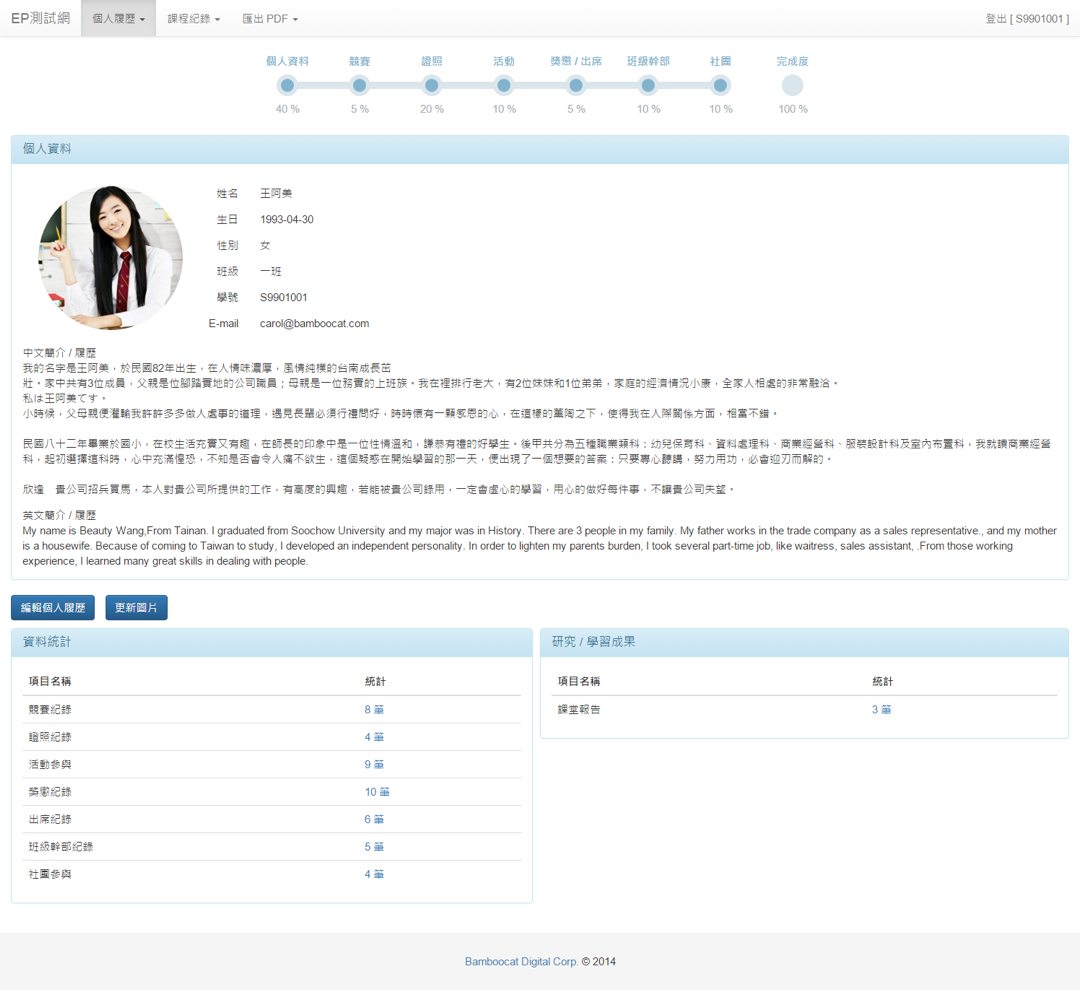 EP測試網 個人履歷 課程紀錄 匯出 PDF 登出 [ S9901001 ]
個人資料 競賽 證照 活動 獎懲 / 出席 班級幹部 社團 完成度
40 % 5 % 20 % 10 % 5 % 10 % 10 % 100 %
個人資料
姓名 王阿美
生日 1993-04-30
性別 女
班級 一班
學號 S9901001
E-mail carol@bamboocat.com
中文簡介 / 履歷
我的名字是王阿美，於民國82年出生，在人情味濃厚，風情純樸的台南成長茁
壯。家中共有3位成員，父親是位腳踏實地的公司職員；母親是一位務實的上班族。我在裡排行老大，有2位妹妹和1位弟弟，家庭的經濟情況小康，全家人相處的非常融洽。
私は王阿美てす。
小時候，父母親便灌輸我許許多多做人處事的道理，遇見長輩必須行禮問好，時時懷有一顆感恩的心，在這樣的薰陶之下，使得我在人際關係方面，相當不錯。
民國八十二年畢業於國小，在校生活充實又有趣，在師長的印象中是一位性情溫和，謙恭有禮的好學生。後甲共分為五種職業類科：幼兒保育科、資料處理科、商業經營科、服裝設計科及室內布置科，我就讀商業經營
科，起初選擇這科時，心中充滿惶恐，不知是否會令人痛不欲生，這個疑惑在開始學習的那一天，便出現了一個想要的答案：只要專心聽講，努力用功，必會迎刃而解的。
欣逢　貴公司招兵買馬，本人對貴公司所提供的工作，有高度的興趣，若能被貴公司錄用，一定會虛心的學習，用心的做好每件事，不讓貴公司失望。
英文簡介 / 履歷
My name is Beauty Wang,From Tainan. I graduated from Soochow University and my major was in History. There are 3 people in my family. My father works in the trade company as a sales representative., and my mother
is a housewife. Because of coming to Taiwan to study, I developed an independent personality. In order to lighten my parents burden, I took several part-time job, like waitress, sales assistant, .From those working
experience, I learned many great skills in dealing with people.
編輯個人履歷 更新圖片
資料統計
項目名稱 統計
競賽紀錄 8 筆
證照紀錄 4 筆
活動參與 9 筆
獎懲紀錄 10 筆
出席紀錄 6 筆
班級幹部紀錄 5 筆
社團參與 4 筆
研究 / 學習成果
項目名稱 統計
課堂報告 3 筆
Bamboocat Digital Corp. © 2014